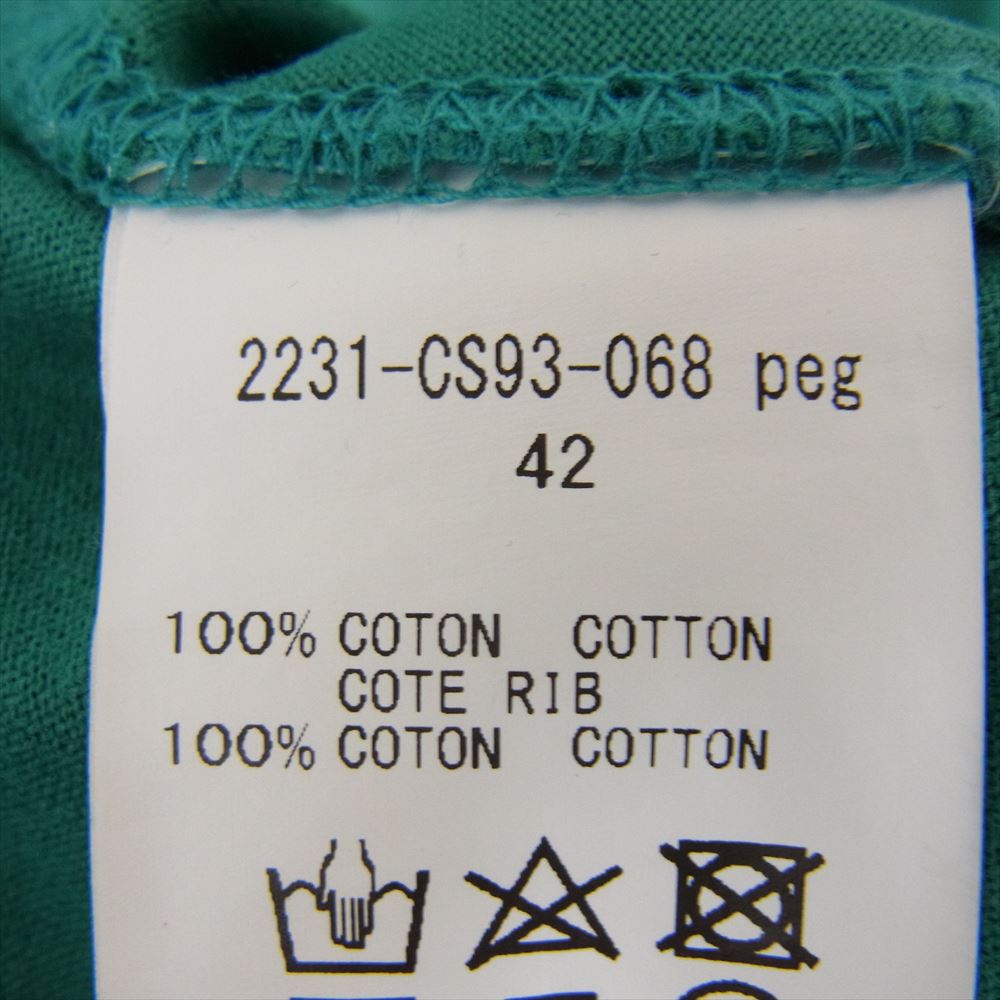 2231-CS93-068 peg
42
100% COTON COTTON
COTE RIB
100% COTON COTTON